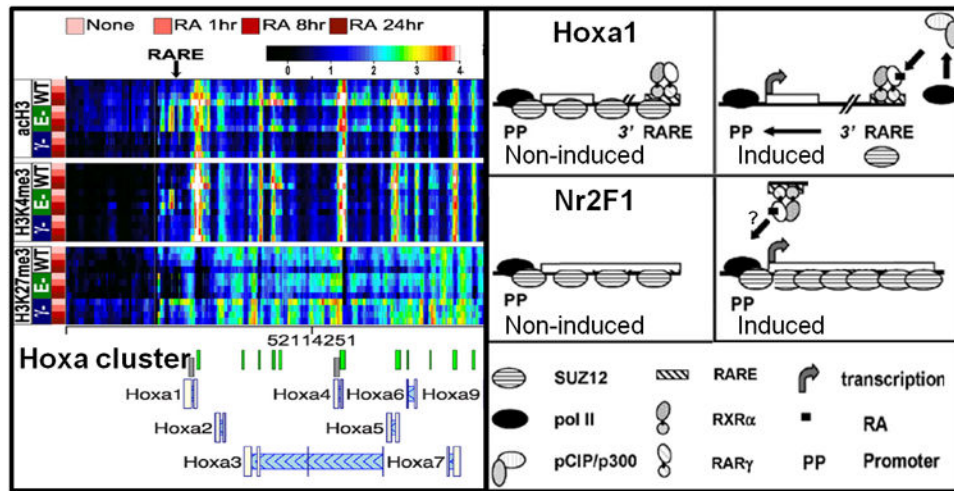 None RA 1hr RA 8hr RA 24hr
RARE
0 1 2 3 4
acH3
WT
E-
γ-
H3K4me3
WT
E-
γ-
H3K27me3
WT
E-
γ-
52114251
Hoxa cluster
Hoxa1 Hoxa4 Hoxa6 Hoxa9
Hoxa2 Hoxa5
Hoxa3 Hoxa7
Hoxa1
PP 3' RARE
Non-induced
PP 3' RARE
Induced
Nr2F1
PP
Non-induced
?
PP
Induced
SUZ12 RARE transcription
pol II RXRα RA
pCIP/p300 RARγ PP Promoter